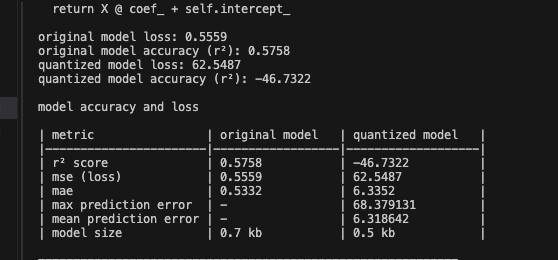 return X @ coef_ + self.intercept_
original model loss: 0.5559
original model accuracy (r²): 0.5758
quantized model loss: 62.5487
quantized model accuracy (r²): -46.7322
model accuracy and loss
| metric | original model | quantized model |
| r² score | 0.5758 | -46.7322 |
| mse (loss) | 0.5559 | 62.5487 |
| mae | 0.5332 | 6.3352 |
| max prediction error | - | 68.379131 |
| mean prediction error | - | 6.318642 |
| model size | 0.7 kb | 0.5 kb |